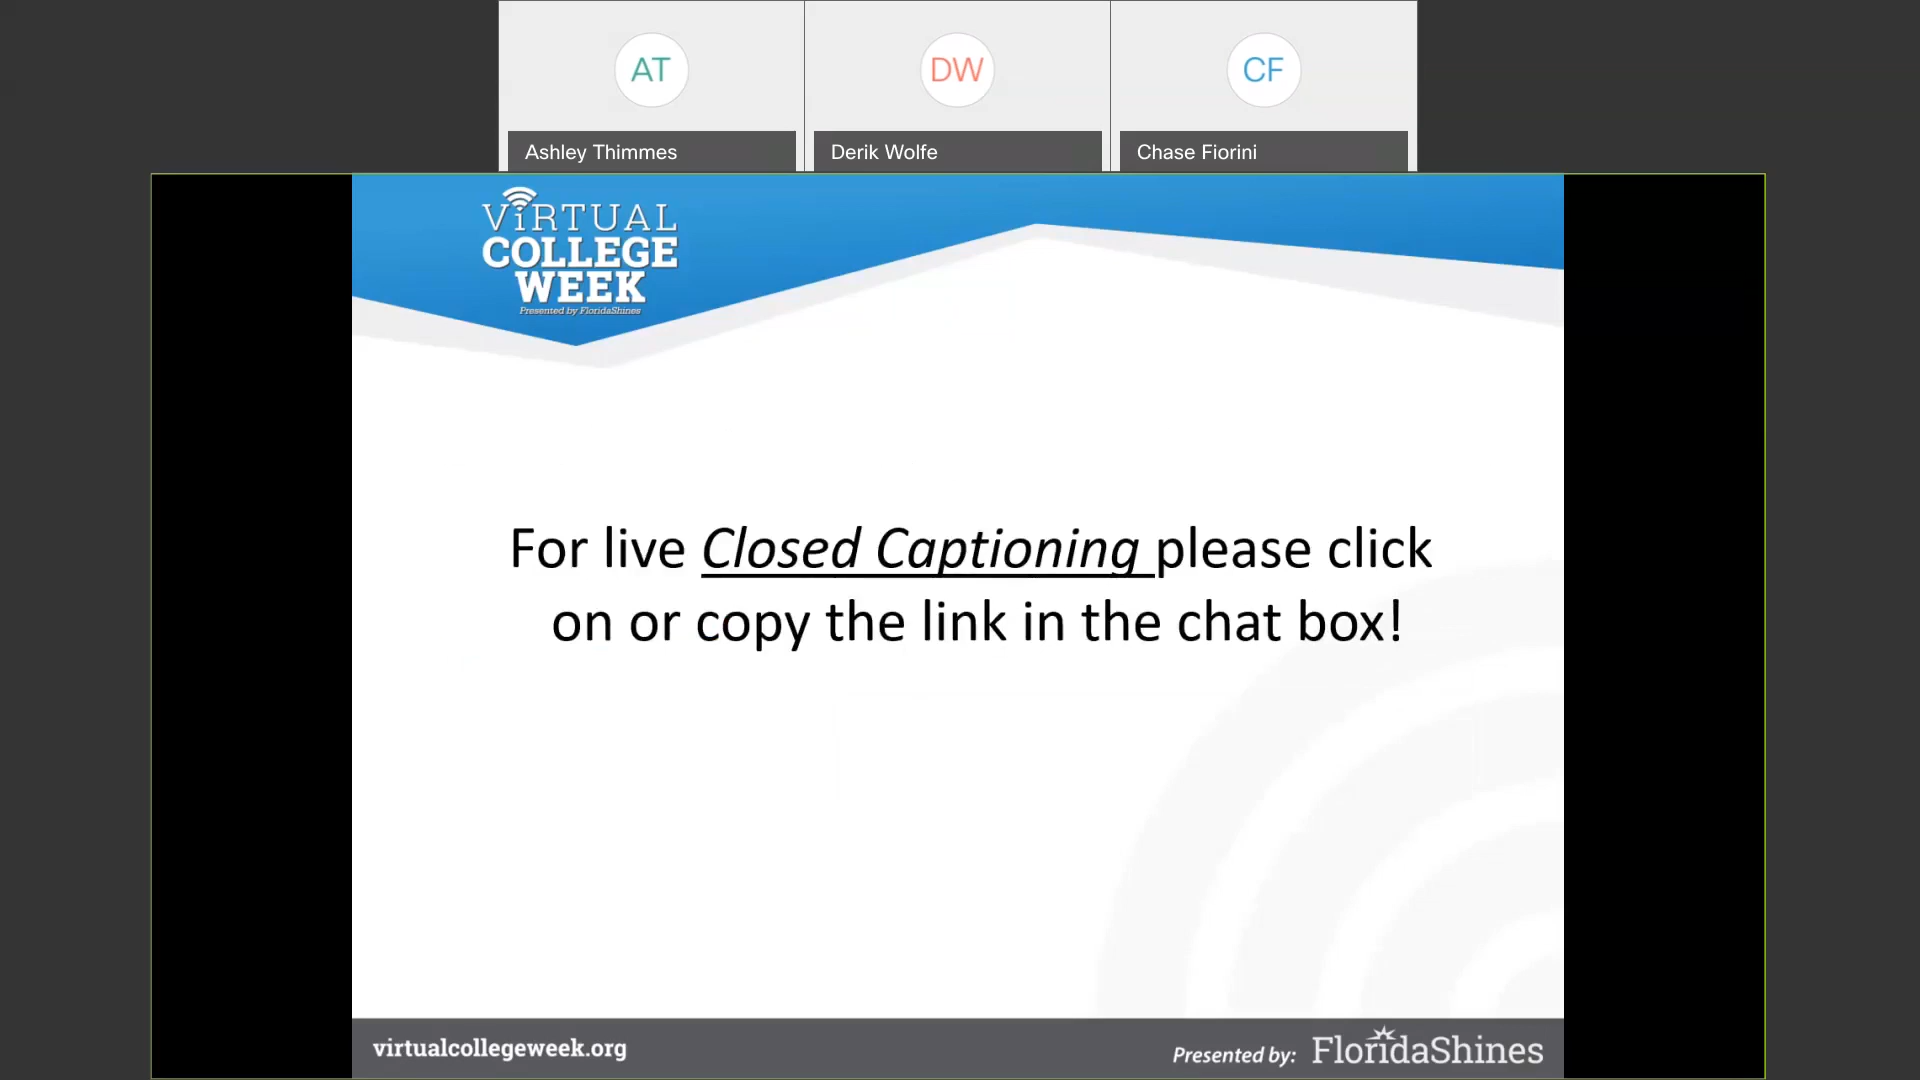 AT
DW
CF
Ashley Thimmes
Derik Wolfe
Chase Fiorini
ViRTUAL
COLLEGE
WEEK
Presented by FloridaShines
For live Closed Captioning please click
on or copy the link in the chat box!
virtualcollegeweek.org
Presented by: FloridaShines